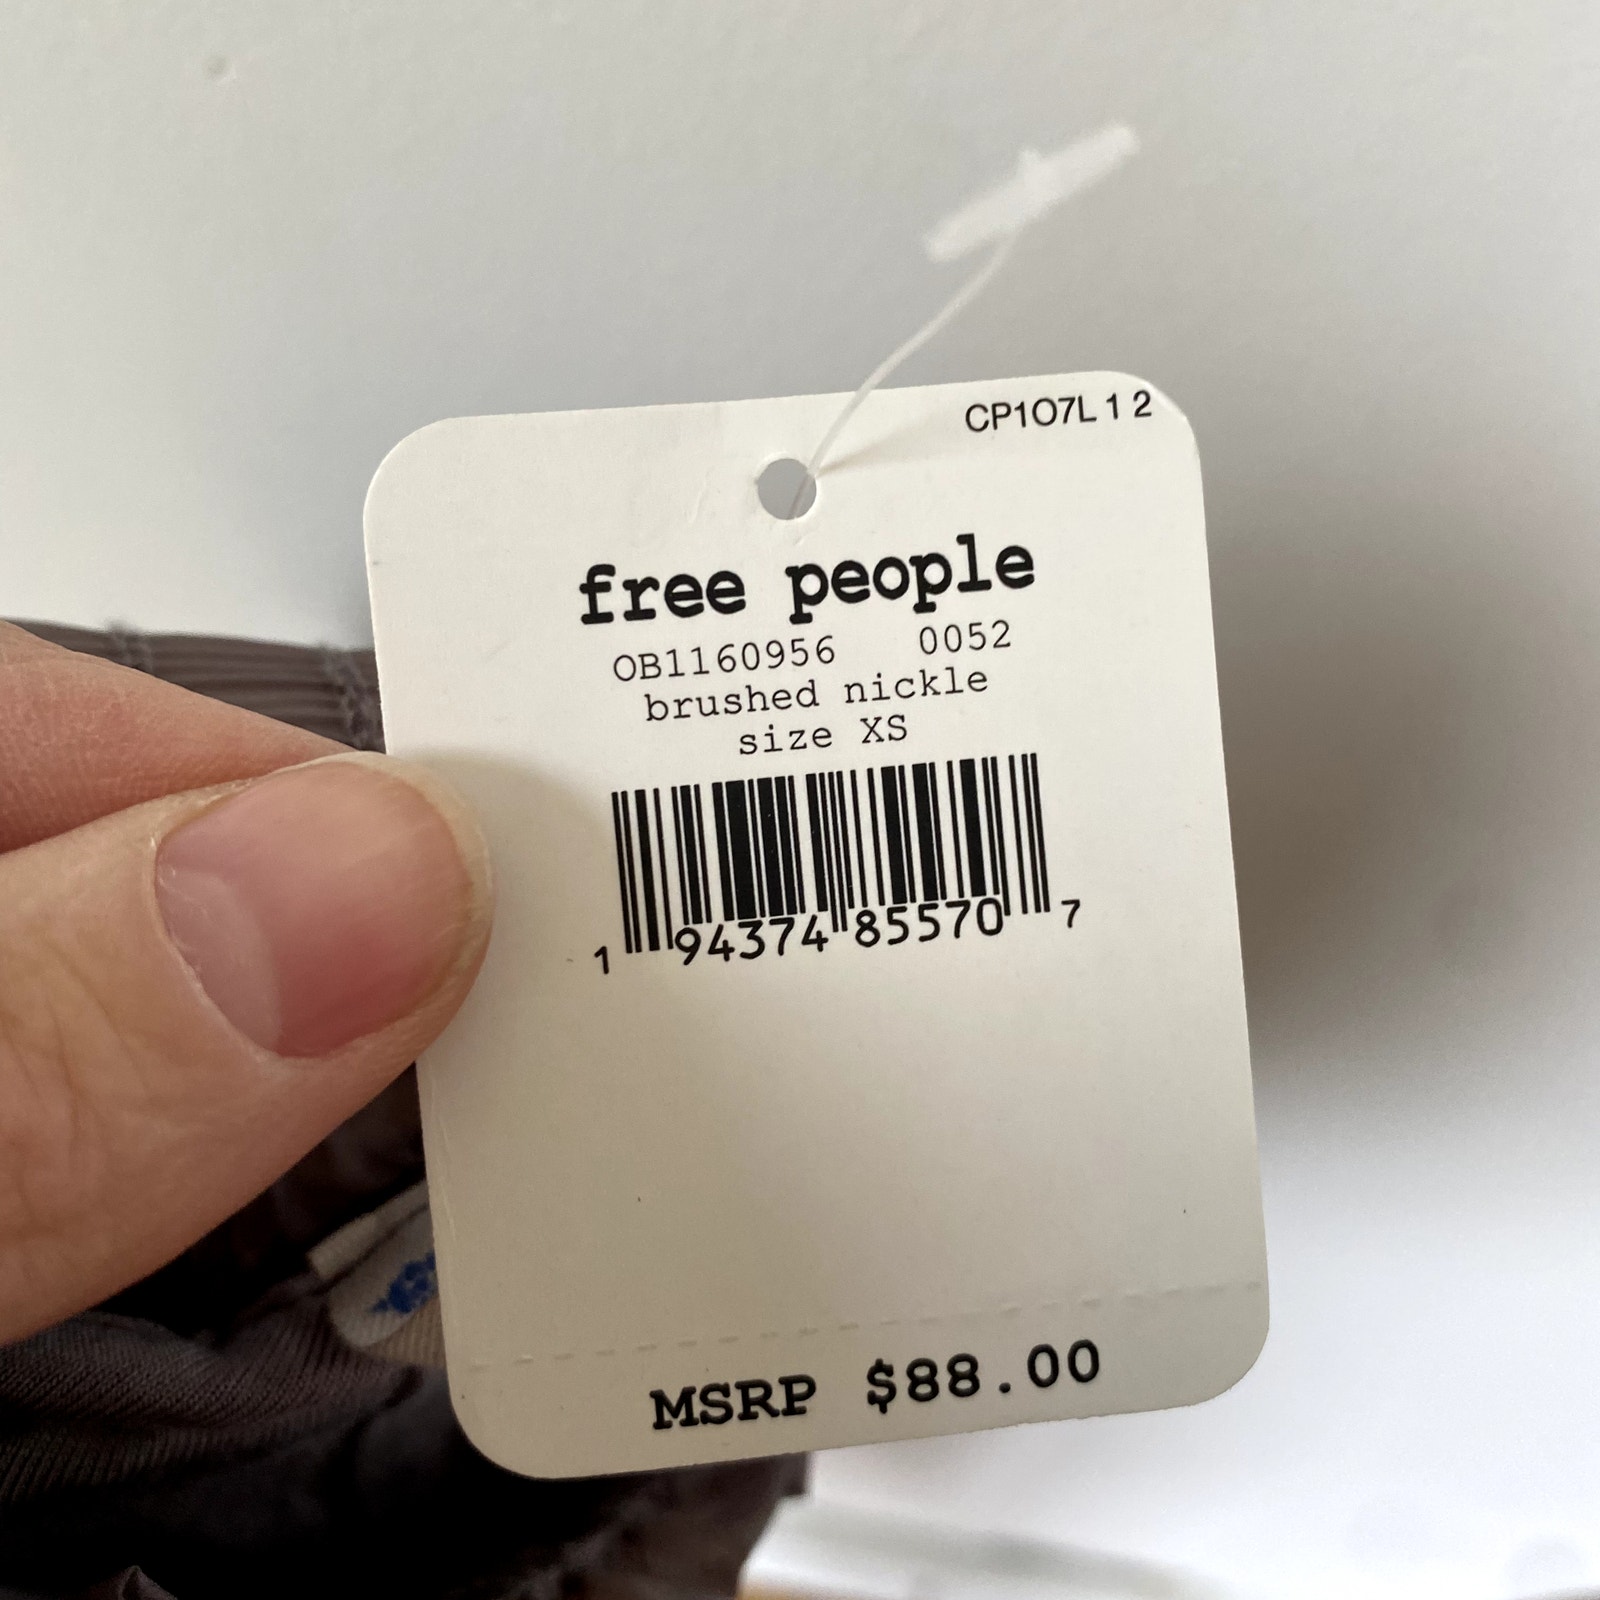 CP1O7L 1 2
free people
OB1160956 0052
brushed nickle
size XS
1 94374 85570 7
MSRP $88.00